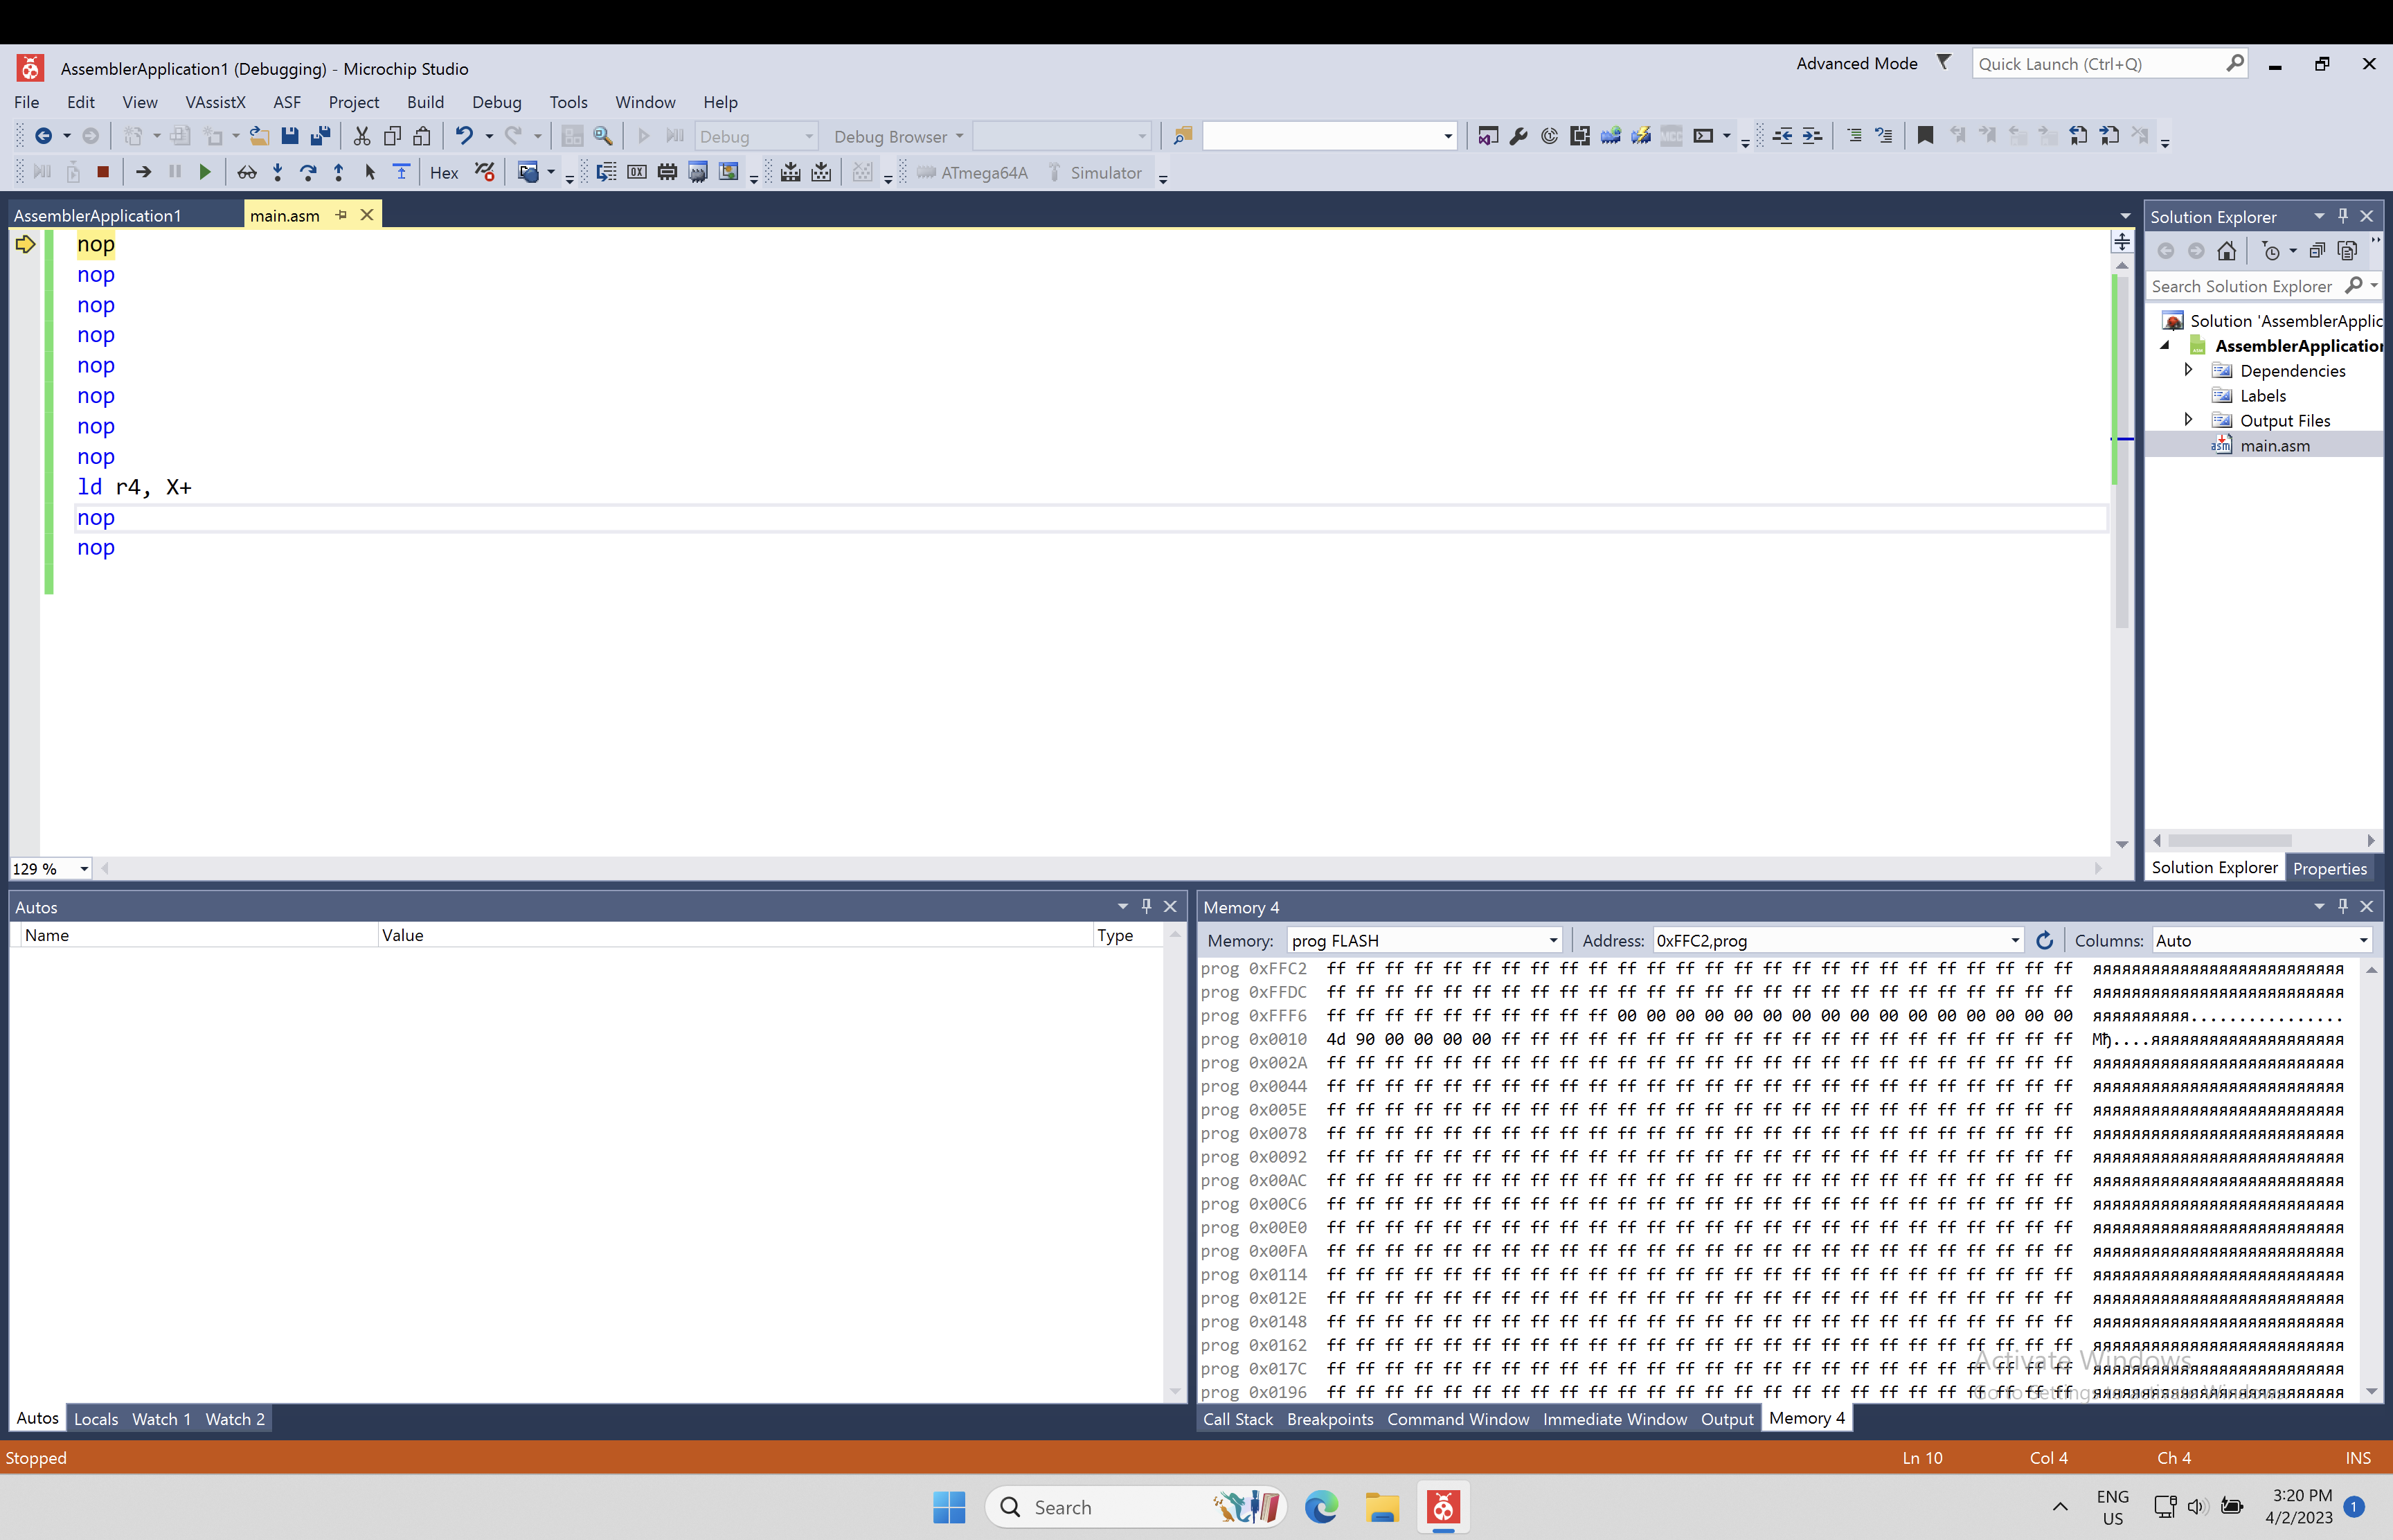 AssemblerApplication1 (Debugging) - Microchip Studio
Advanced Mode
Quick Launch (Ctrl+Q)
File Edit View VAssistX ASF Project Build Debug Tools Window Help
Debug Debug Browser
Hex ATmega64A Simulator
AssemblerApplication1 main.asm
nop
nop
nop
nop
nop
nop
nop
nop
ld r4, X+
nop
nop
129 %
Solution Explorer
Search Solution Explorer
Solution 'AssemblerApplic
AssemblerApplication
Dependencies
Labels
Output Files
main.asm
Solution Explorer Properties
Autos
Name Value Type
Autos Locals Watch 1 Watch 2
Memory 4
Memory: prog FLASH Address: 0xFFC2,prog Columns: Auto
prog 0xFFC2 ff ff ff ff ff ff ff ff ff ff ff ff ff ff ff ff ff ff ff ff ff ff ff ff ff ff яяяяяяяяяяяяяяяяяяяяяяяяяя
prog 0xFFDC ff ff ff ff ff ff ff ff ff ff ff ff ff ff ff ff ff ff ff ff ff ff ff ff ff ff яяяяяяяяяяяяяяяяяяяяяяяяяя
prog 0xFFF6 ff ff ff ff ff ff ff ff ff ff 00 00 00 00 00 00 00 00 00 00 00 00 00 00 00 00 яяяяяяяяяя................
prog 0x0010 4d 90 00 00 00 00 ff ff ff ff ff ff ff ff ff ff ff ff ff ff ff ff ff ff ff ff Mђ....яяяяяяяяяяяяяяяяяяяя
prog 0x002A ff ff ff ff ff ff ff ff ff ff ff ff ff ff ff ff ff ff ff ff ff ff ff ff ff ff яяяяяяяяяяяяяяяяяяяяяяяяяя
prog 0x0044 ff ff ff ff ff ff ff ff ff ff ff ff ff ff ff ff ff ff ff ff ff ff ff ff ff ff яяяяяяяяяяяяяяяяяяяяяяяяяя
prog 0x005E ff ff ff ff ff ff ff ff ff ff ff ff ff ff ff ff ff ff ff ff ff ff ff ff ff ff яяяяяяяяяяяяяяяяяяяяяяяяяя
prog 0x0078 ff ff ff ff ff ff ff ff ff ff ff ff ff ff ff ff ff ff ff ff ff ff ff ff ff ff яяяяяяяяяяяяяяяяяяяяяяяяяя
prog 0x0092 ff ff ff ff ff ff ff ff ff ff ff ff ff ff ff ff ff ff ff ff ff ff ff ff ff ff яяяяяяяяяяяяяяяяяяяяяяяяяя
prog 0x00AC ff ff ff ff ff ff ff ff ff ff ff ff ff ff ff ff ff ff ff ff ff ff ff ff ff ff яяяяяяяяяяяяяяяяяяяяяяяяяя
prog 0x00C6 ff ff ff ff ff ff ff ff ff ff ff ff ff ff ff ff ff ff ff ff ff ff ff ff ff ff яяяяяяяяяяяяяяяяяяяяяяяяяя
prog 0x00E0 ff ff ff ff ff ff ff ff ff ff ff ff ff ff ff ff ff ff ff ff ff ff ff ff ff ff яяяяяяяяяяяяяяяяяяяяяяяяяя
prog 0x00FA ff ff ff ff ff ff ff ff ff ff ff ff ff ff ff ff ff ff ff ff ff ff ff ff ff ff яяяяяяяяяяяяяяяяяяяяяяяяяя
prog 0x0114 ff ff ff ff ff ff ff ff ff ff ff ff ff ff ff ff ff ff ff ff ff ff ff ff ff ff яяяяяяяяяяяяяяяяяяяяяяяяяя
prog 0x012E ff ff ff ff ff ff ff ff ff ff ff ff ff ff ff ff ff ff ff ff ff ff ff ff ff ff яяяяяяяяяяяяяяяяяяяяяяяяяя
prog 0x0148 ff ff ff ff ff ff ff ff ff ff ff ff ff ff ff ff ff ff ff ff ff ff ff ff ff ff яяяяяяяяяяяяяяяяяяяяяяяяяя
prog 0x0162 ff ff ff ff ff ff ff ff ff ff ff ff ff ff ff ff ff ff ff ff ff ff ff ff ff ff яяяяяяяяяяяяяяяяяяяяяяяяяя
prog 0x017C ff ff ff ff ff ff ff ff ff ff ff ff ff ff ff ff ff ff ff ff ff ff ff ff ff ff яяяяяяяяяяяяяяяяяяяяяяяяяя
prog 0x0196 ff ff ff ff ff ff ff ff ff ff ff ff ff ff ff ff ff ff ff ff ff ff ff ff ff ff яяяяяяяяяяяяяяяяяяяяяяяяяя
Activate Windows
Go to Settings to activate Windows.
Call Stack Breakpoints Command Window Immediate Window Output Memory 4
Stopped Ln 10 Col 4 Ch 4 INS
Search
ENG
US
3:20 PM
4/2/2023
1